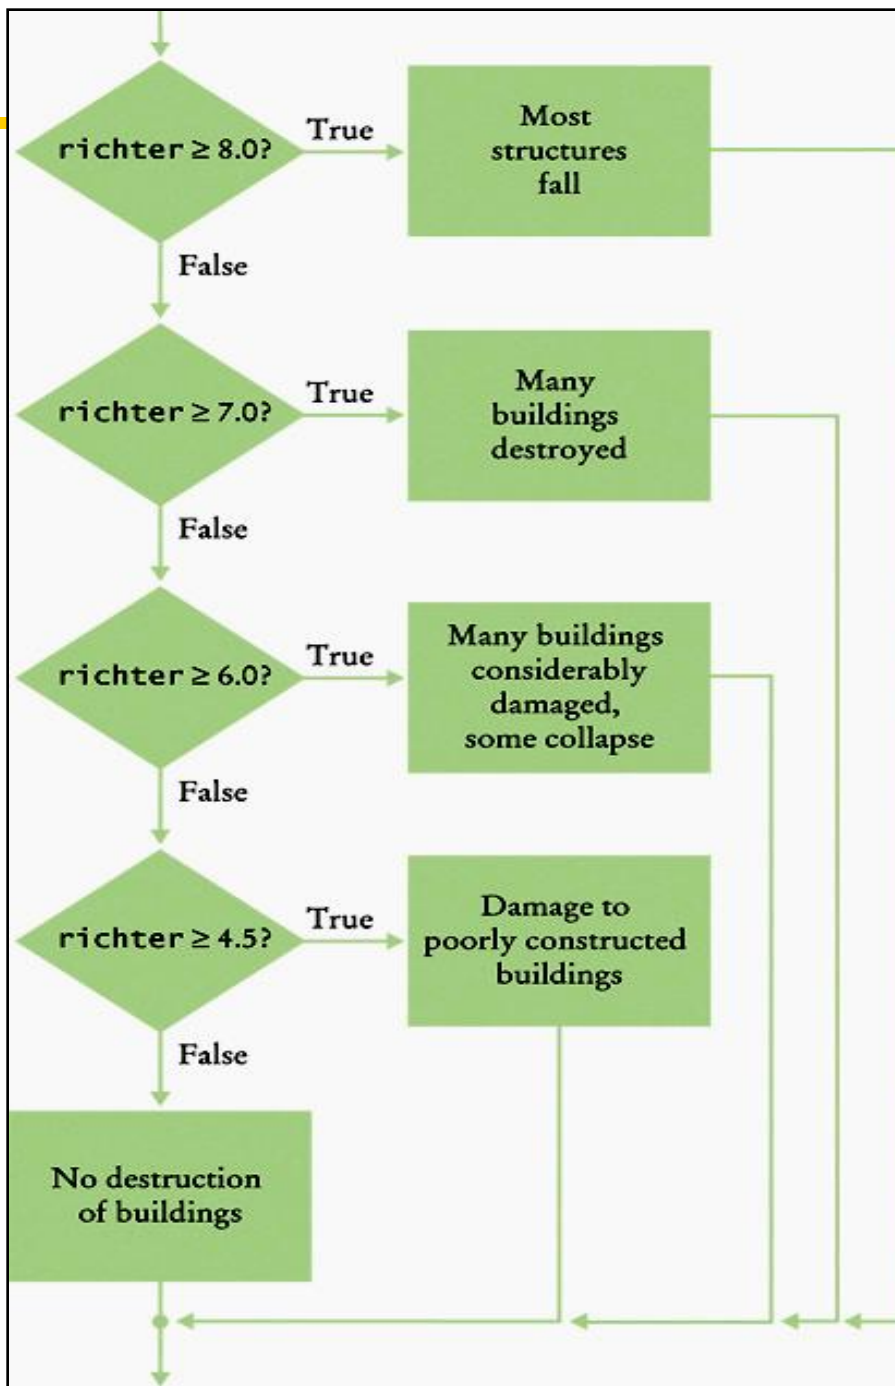 richter ≥ 8.0?
True
Most
structures
fall
False
richter ≥ 7.0?
True
Many
buildings
destroyed
False
richter ≥ 6.0?
True
Many buildings
considerably
damaged,
some collapse
False
richter ≥ 4.5?
True
Damage to
poorly constructed
buildings
False
No destruction
of buildings